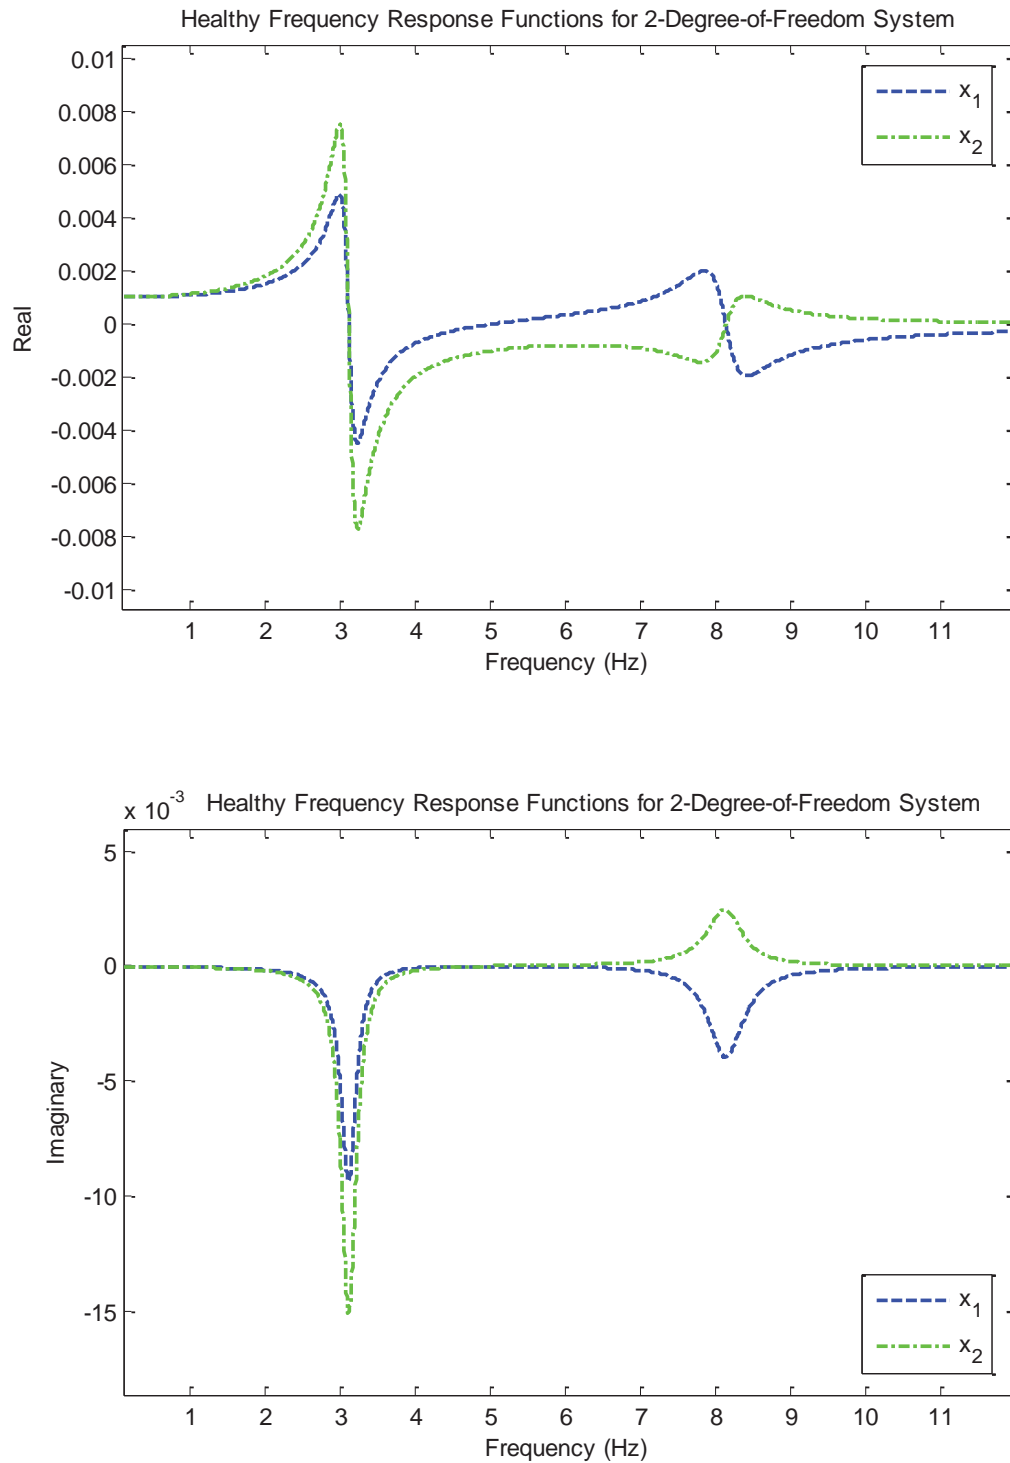 Healthy Frequency Response Functions for 2-Degree-of-Freedom System
0.01
0.008
0.006
0.004
0.002
0
-0.002
-0.004
-0.006
-0.008
-0.01
Real
x1
x2
1 2 3 4 5 6 7 8 9 10 11
Frequency (Hz)
x 10-3 Healthy Frequency Response Functions for 2-Degree-of-Freedom System
5
0
-5
-10
-15
Imaginary
x1
x2
1 2 3 4 5 6 7 8 9 10 11
Frequency (Hz)